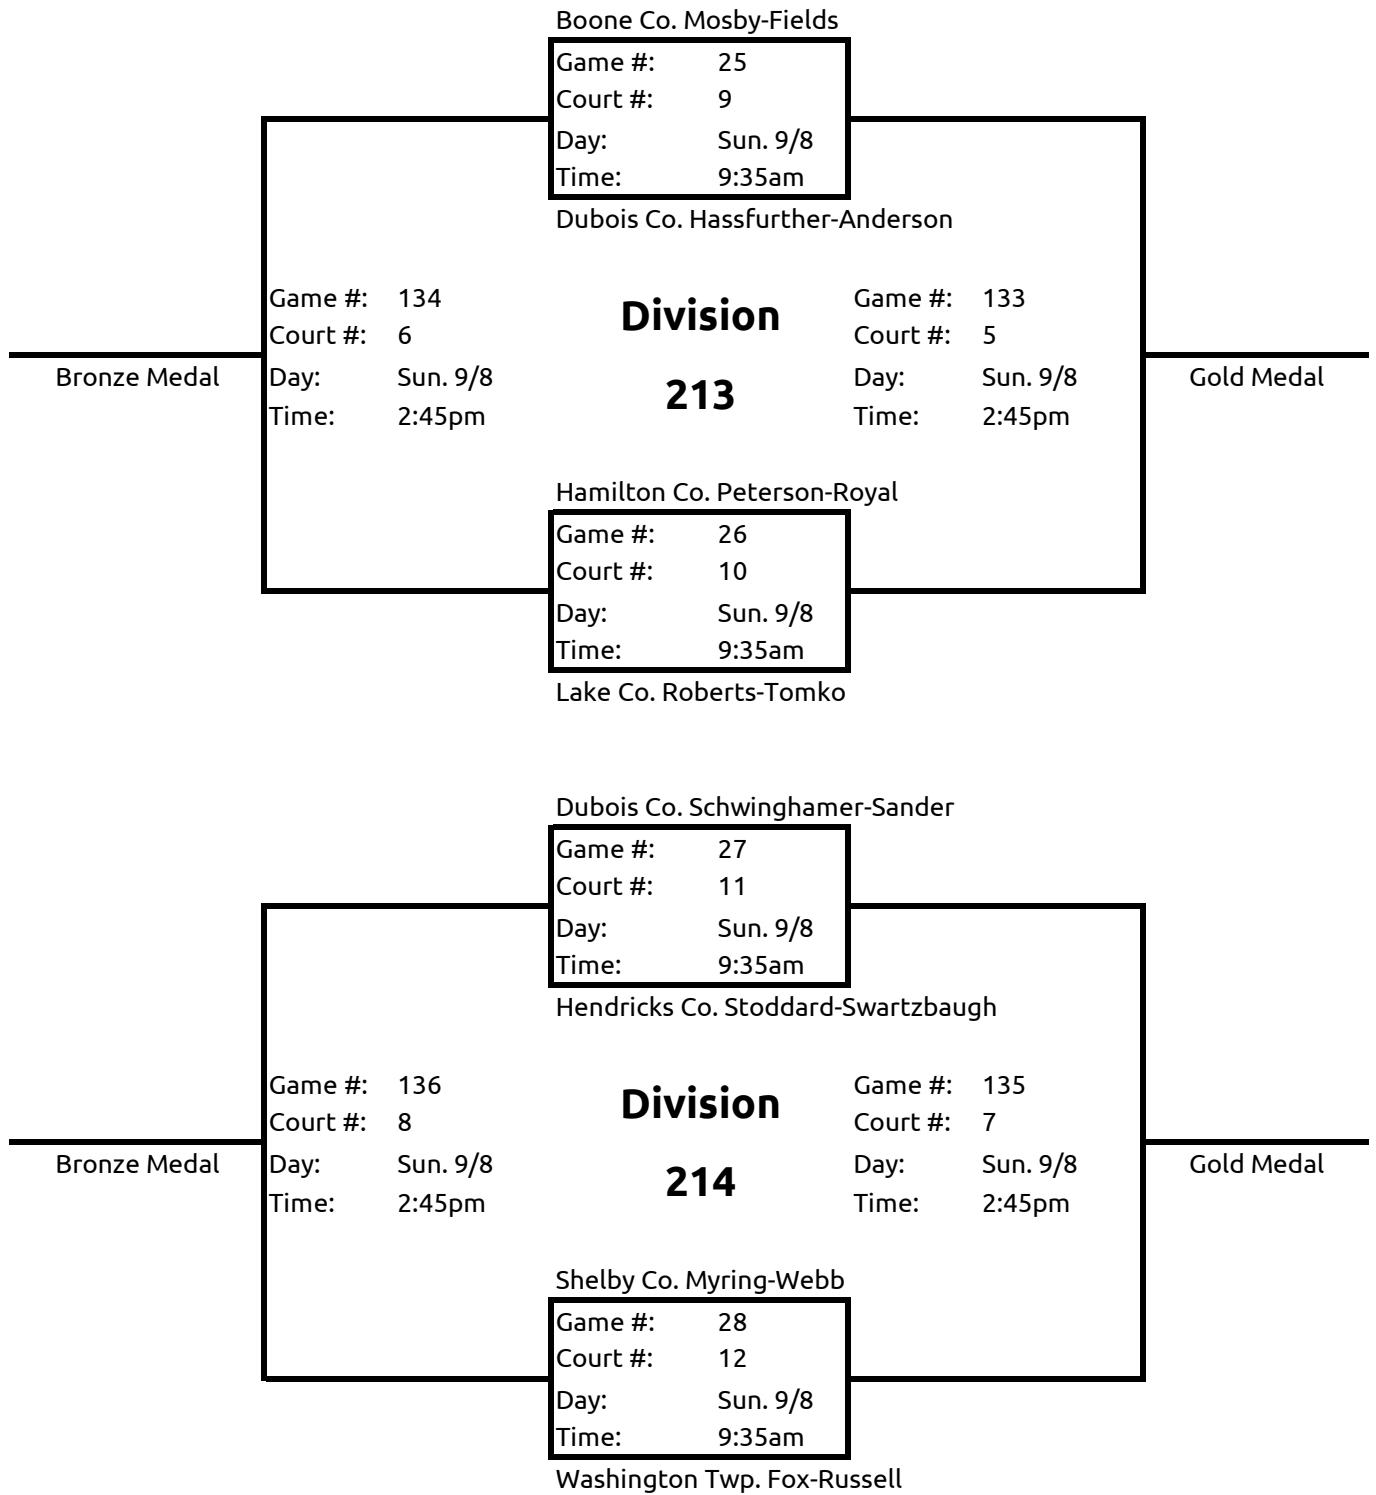 Boone Co. Mosby-Fields
Game #: 25
Court #: 9
Day: Sun. 9/8
Time: 9:35am
Dubois Co. Hassfurther-Anderson
Game #: 134
Court #: 6
Day: Sun. 9/8
Time: 2:45pm
Bronze Medal
Division
213
Game #: 133
Court #: 5
Day: Sun. 9/8
Time: 2:45pm
Gold Medal
Hamilton Co. Peterson-Royal
Game #: 26
Court #: 10
Day: Sun. 9/8
Time: 9:35am
Lake Co. Roberts-Tomko
Dubois Co. Schwinghamer-Sander
Game #: 27
Court #: 11
Day: Sun. 9/8
Time: 9:35am
Hendricks Co. Stoddard-Swartzbaugh
Game #: 136
Court #: 8
Day: Sun. 9/8
Time: 2:45pm
Bronze Medal
Division
214
Game #: 135
Court #: 7
Day: Sun. 9/8
Time: 2:45pm
Gold Medal
Shelby Co. Myring-Webb
Game #: 28
Court #: 12
Day: Sun. 9/8
Time: 9:35am
Washington Twp. Fox-Russell